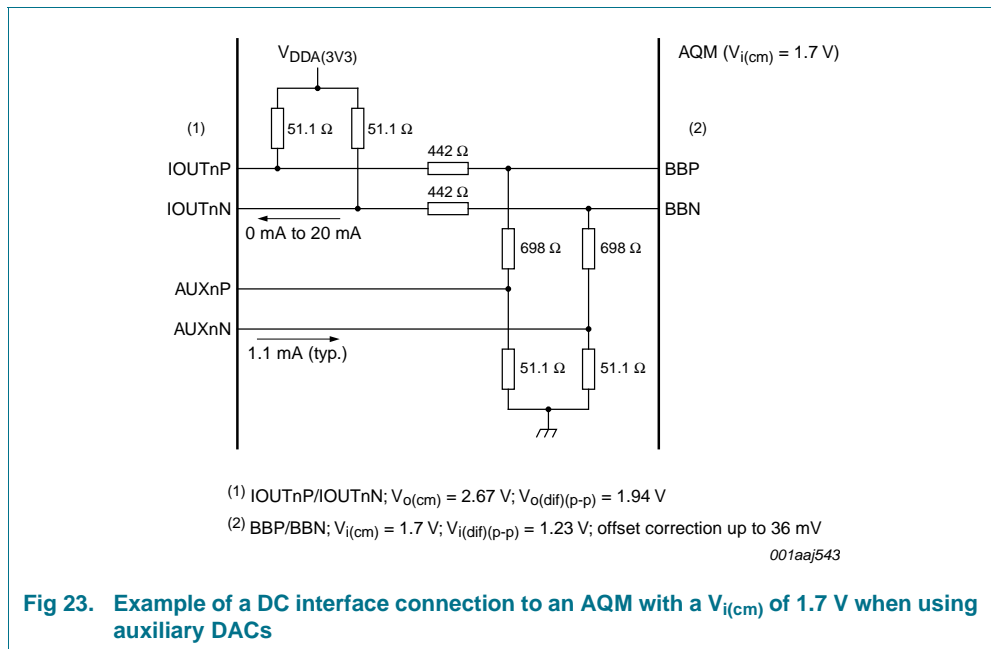 V_DDA(3V3)
AQM (V_i(cm) = 1.7 V)
51.1 Ω
51.1 Ω
(1)
(2)
442 Ω
IOUTnP
BBP
442 Ω
IOUTnN
BBN
0 mA to 20 mA
698 Ω
698 Ω
AUXnP
AUXnN
1.1 mA (typ.)
51.1 Ω
51.1 Ω
(1) IOUTnP/IOUTnN; V_o(cm) = 2.67 V; V_o(dif)(p-p) = 1.94 V
(2) BBP/BBN; V_i(cm) = 1.7 V; V_i(dif)(p-p) = 1.23 V; offset correction up to 36 mV
001aaj543
Fig 23. Example of a DC interface connection to an AQM with a V_i(cm) of 1.7 V when using
auxiliary DACs